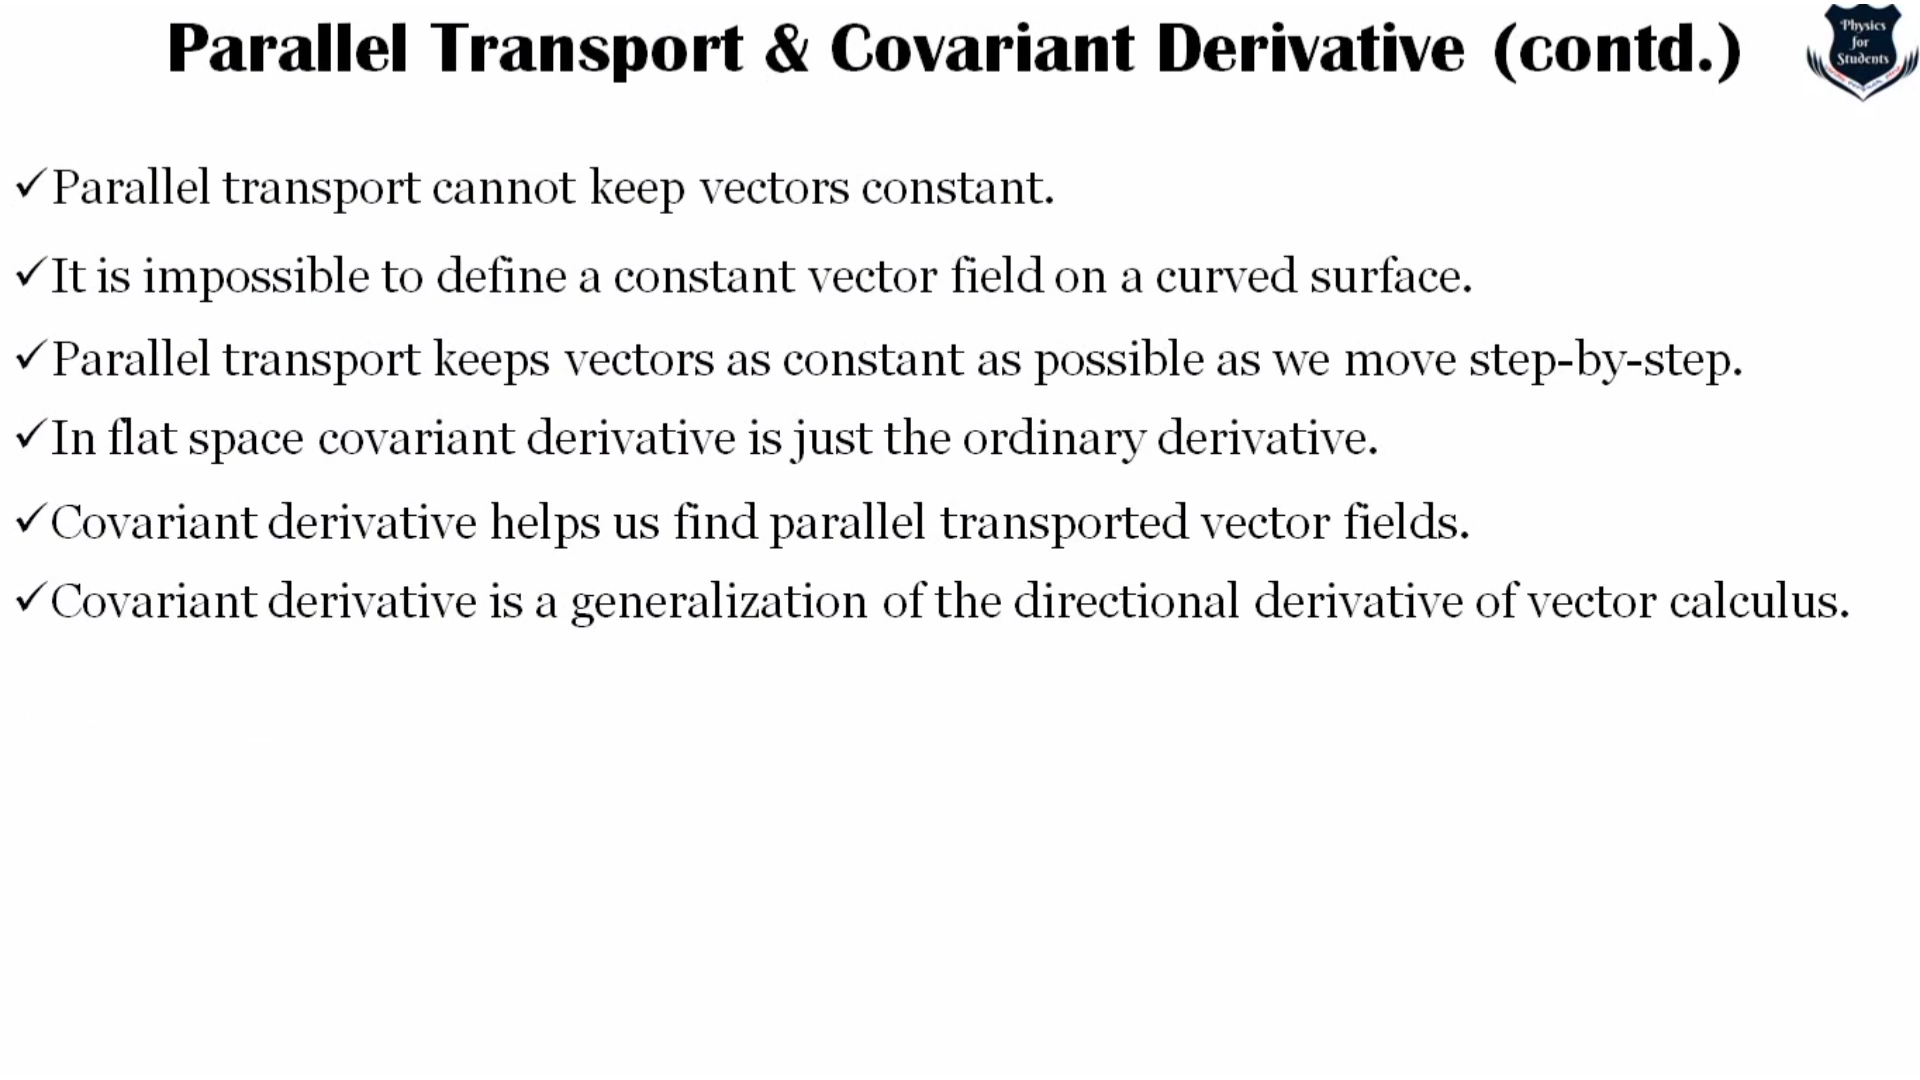 Parallel Transport & Covariant Derivative (contd.)
Physics
for
Students
✓Parallel transport cannot keep vectors constant.
✓It is impossible to define a constant vector field on a curved surface.
✓Parallel transport keeps vectors as constant as possible as we move step-by-step.
✓In flat space covariant derivative is just the ordinary derivative.
✓Covariant derivative helps us find parallel transported vector fields.
✓Covariant derivative is a generalization of the directional derivative of vector calculus.